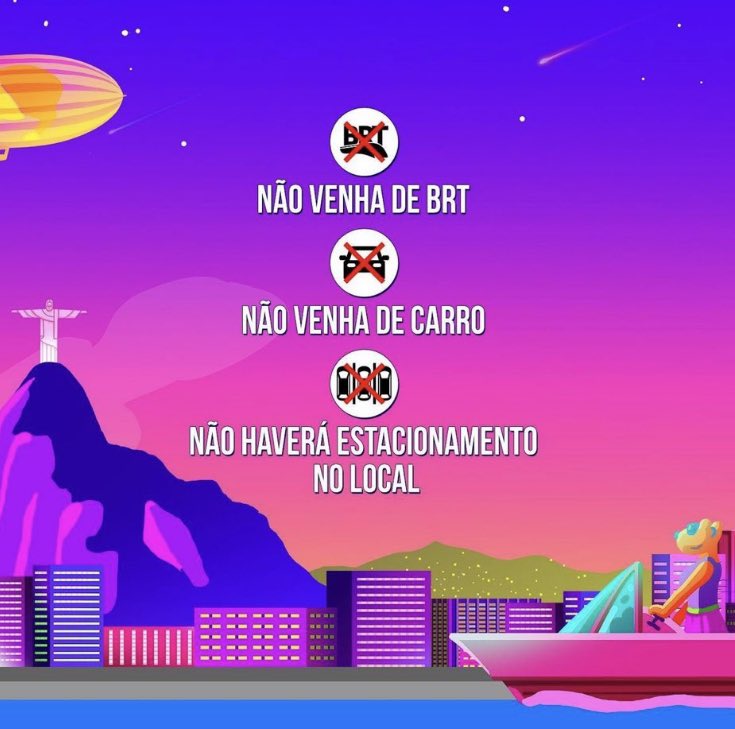 BRT
NÃO VENHA DE BRT
NÃO VENHA DE CARRO
NÃO HAVERÁ ESTACIONAMENTO
NO LOCAL